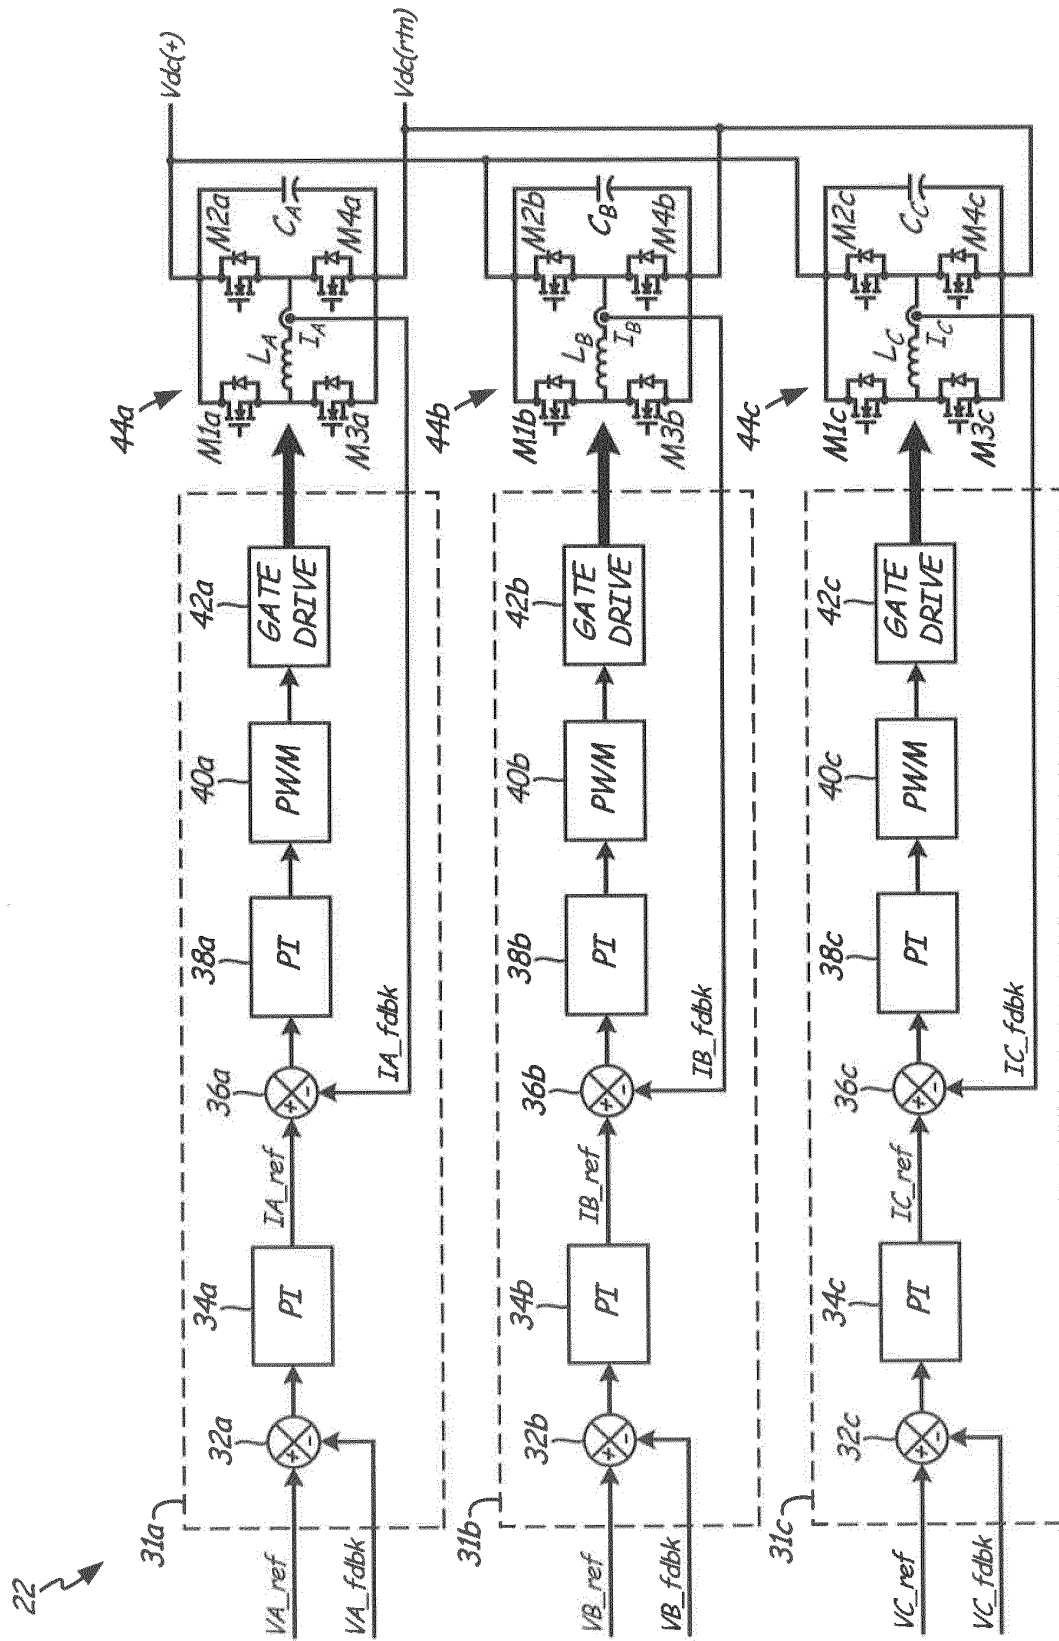 22
31a
VA_ref
VA_fdbk
32a
+
-
34a
PI
IA_ref
36a
+
-
IA_fdbk
38a
PI
40a
PWM
42a
GATE
DRIVE
44a
M1a
M2a
M3a
M4a
LA
IA
CA
Vdc(+)
Vdc(rtn)
31b
VB_ref
VB_fdbk
32b
+
-
34b
PI
IB_ref
36b
+
-
IB_fdbk
38b
PI
40b
PWM
42b
GATE
DRIVE
44b
M1b
M2b
M3b
M4b
LB
IB
CB
31c
VC_ref
VC_fdbk
32c
+
-
34c
PI
IC_ref
36c
+
-
IC_fdbk
38c
PI
40c
PWM
42c
GATE
DRIVE
44c
M1c
M2c
M3c
M4c
LC
IC
CC